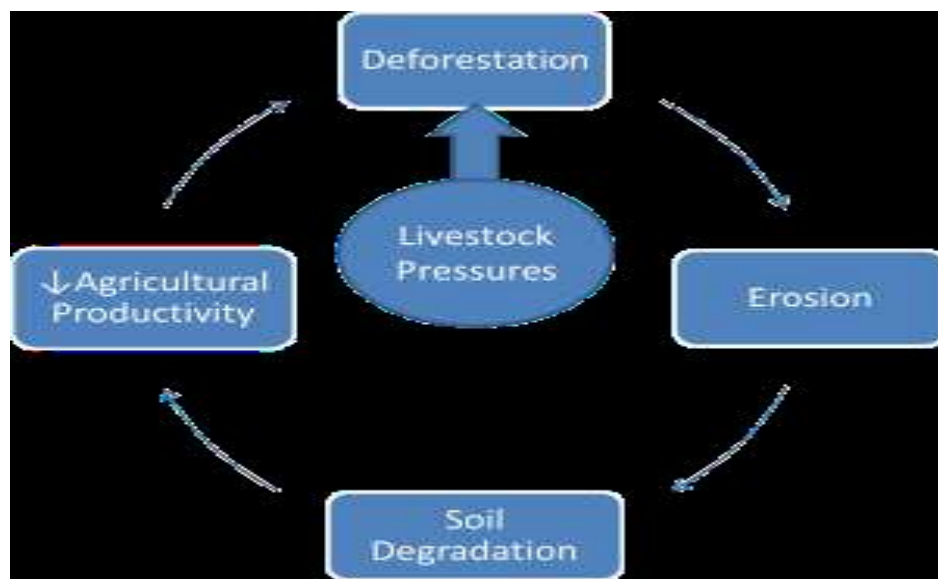 Deforestation
Livestock
Pressures
↓Agricultural
Productivity
Erosion
Soil
Degradation